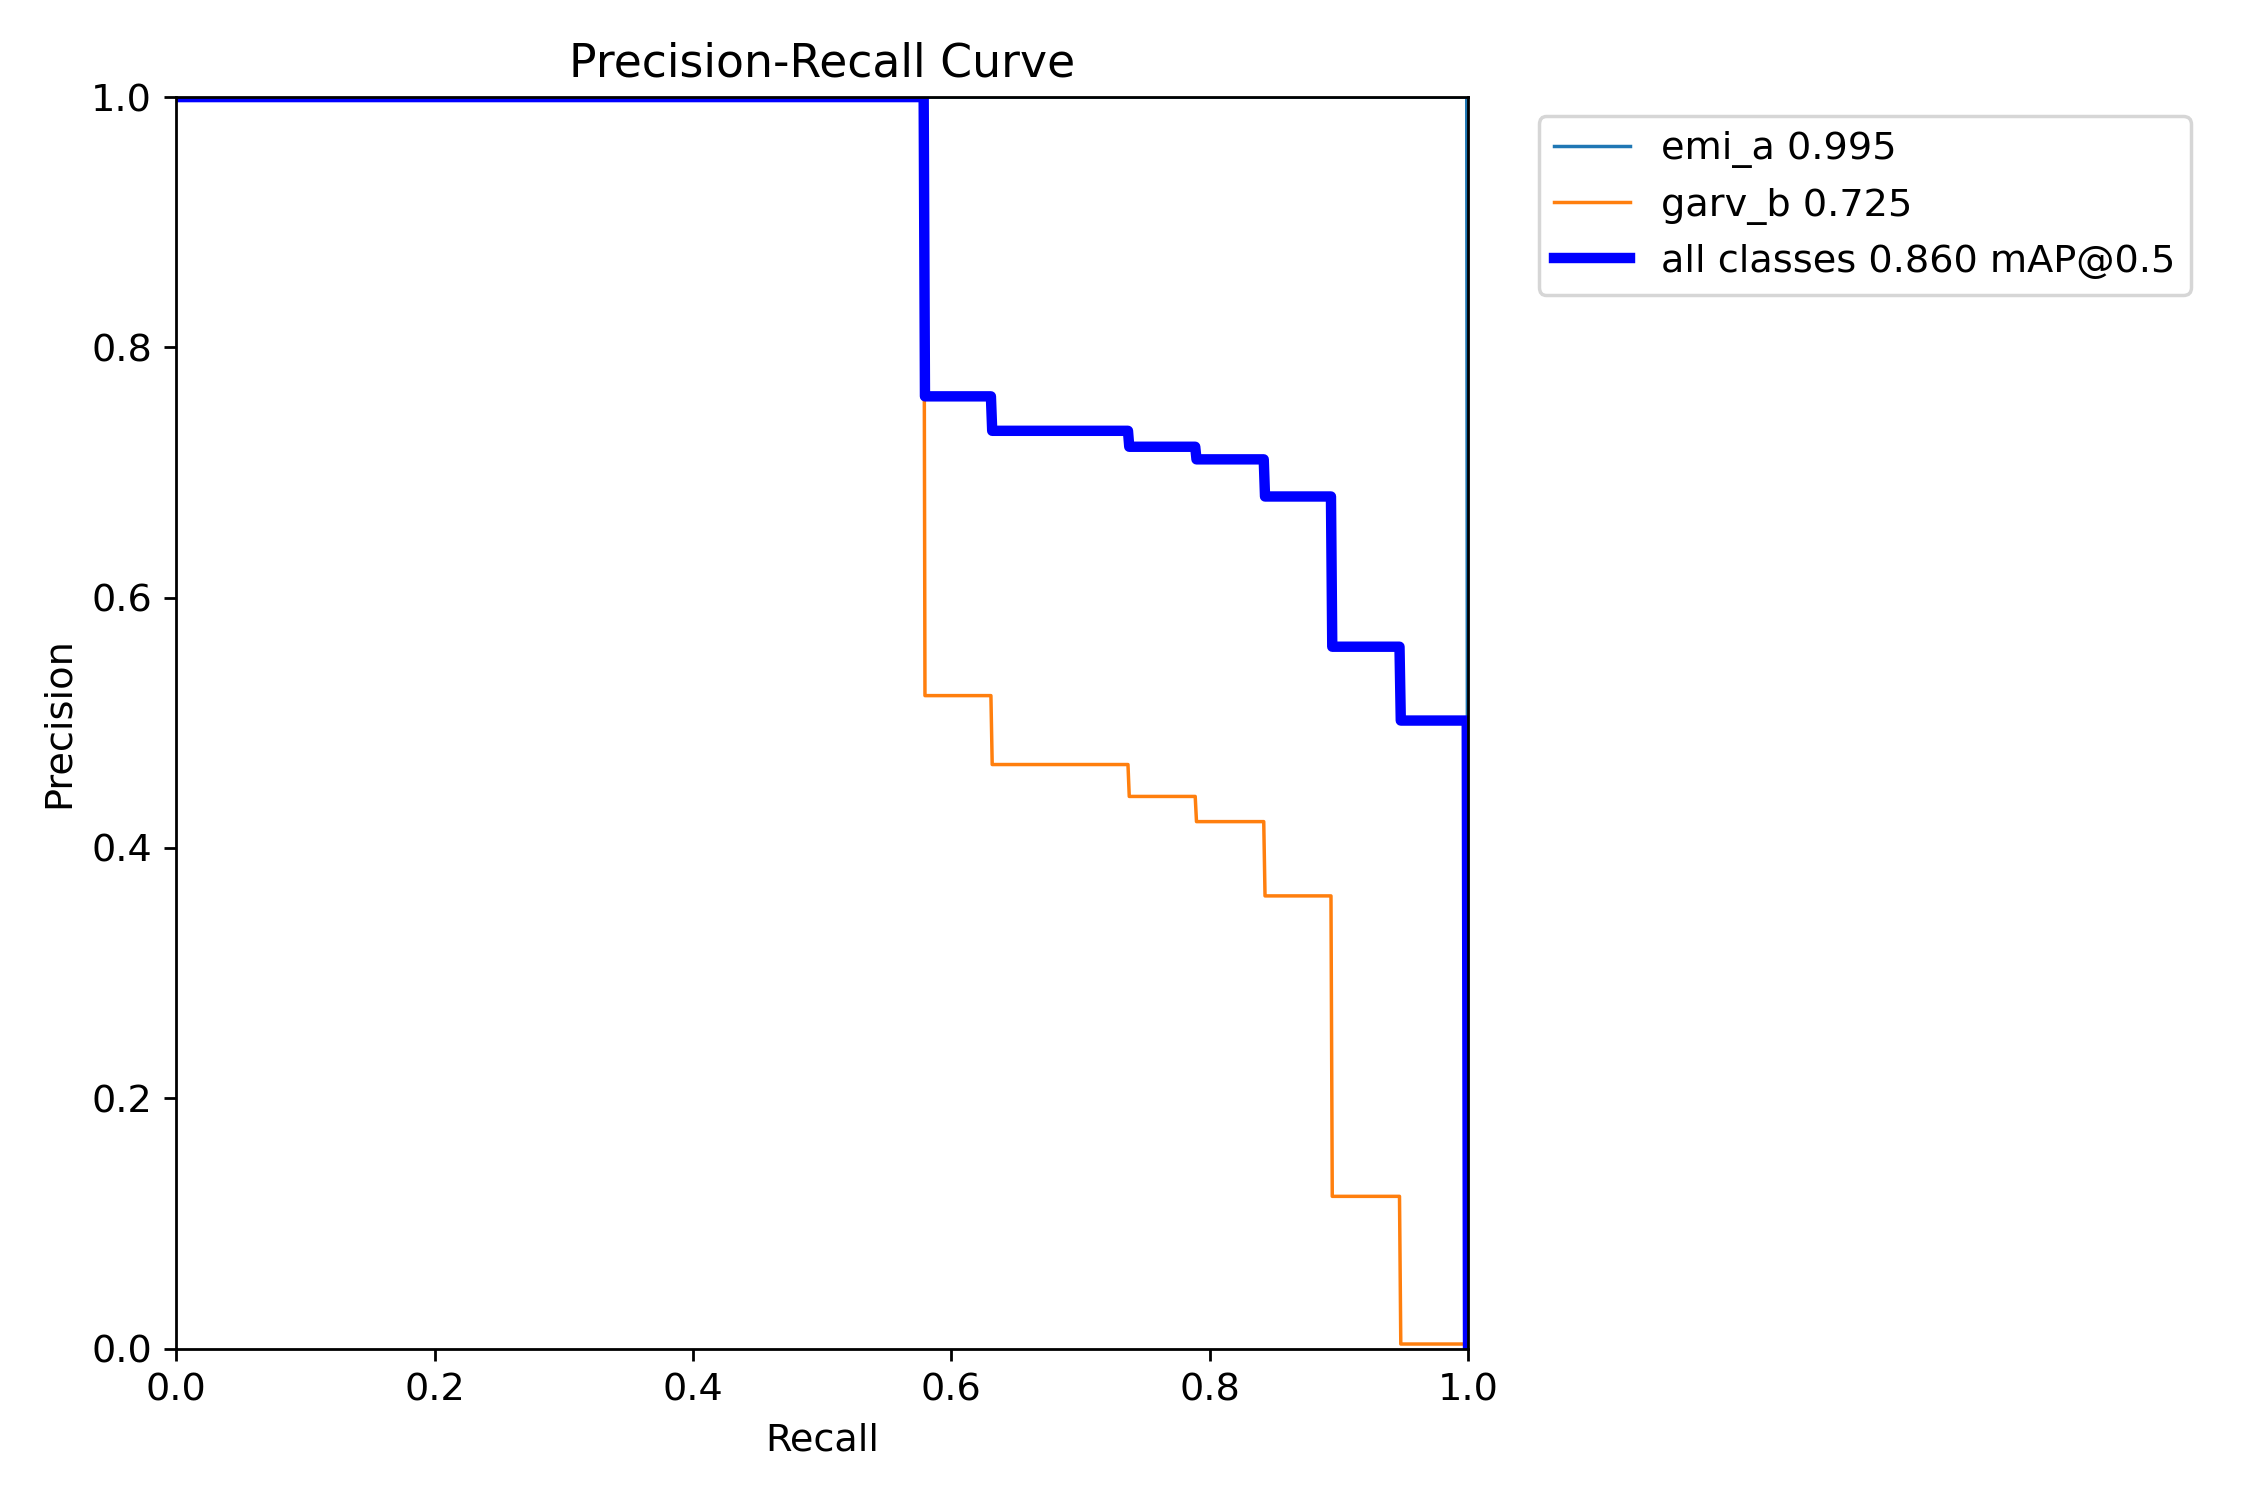 Precision-Recall Curve
1.0
0.8
0.6
0.4
0.2
0.0
Precision
0.0 0.2 0.4 0.6 0.8 1.0
Recall
emi_a 0.995
garv_b 0.725
all classes 0.860 mAP@0.5